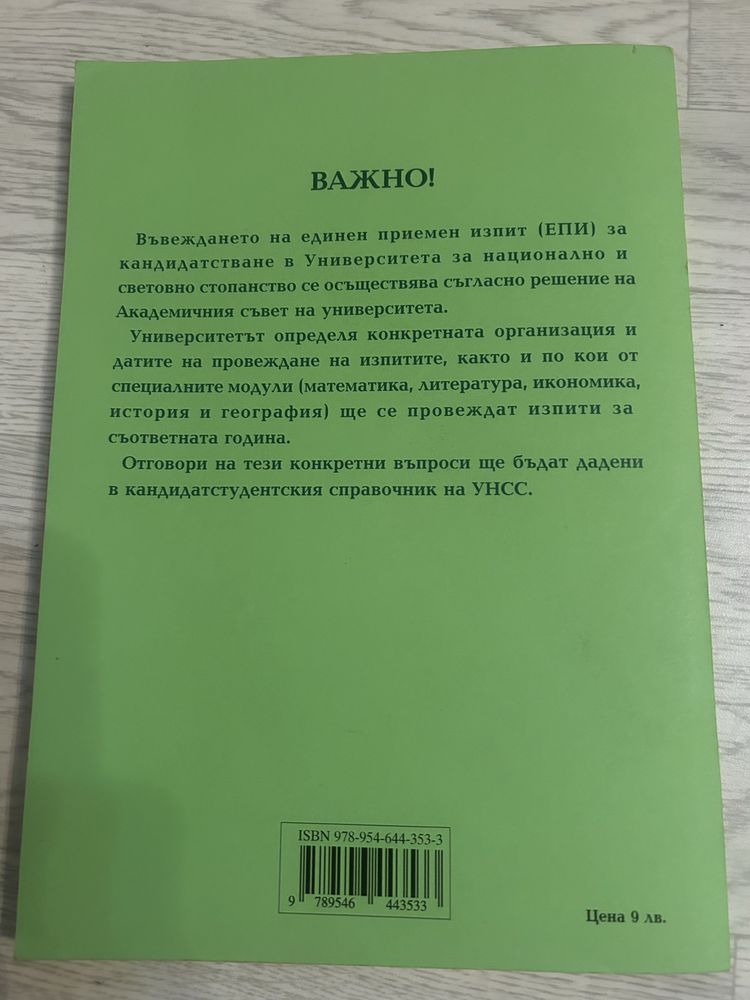 ВАЖНО!
Въвеждането на единен приемен изпит (ЕПИ) за
кандидатстване в Университета за национално и
световно стопанство се осъществява съгласно решение на
Академичния съвет на университета.
Университетът определя конкретната организация и
датите на провеждане на изпитите, както и по кои от
специалните модули (математика, литература, икономика,
история и география) ще се провеждат изпити за
съответната година.
Отговори на тези конкретни въпроси ще бъдат дадени
в кандидатстудентския справочник на УНСС.
ISBN 978-954-644-353-3
9 789546 443533
Цена 9 лв.